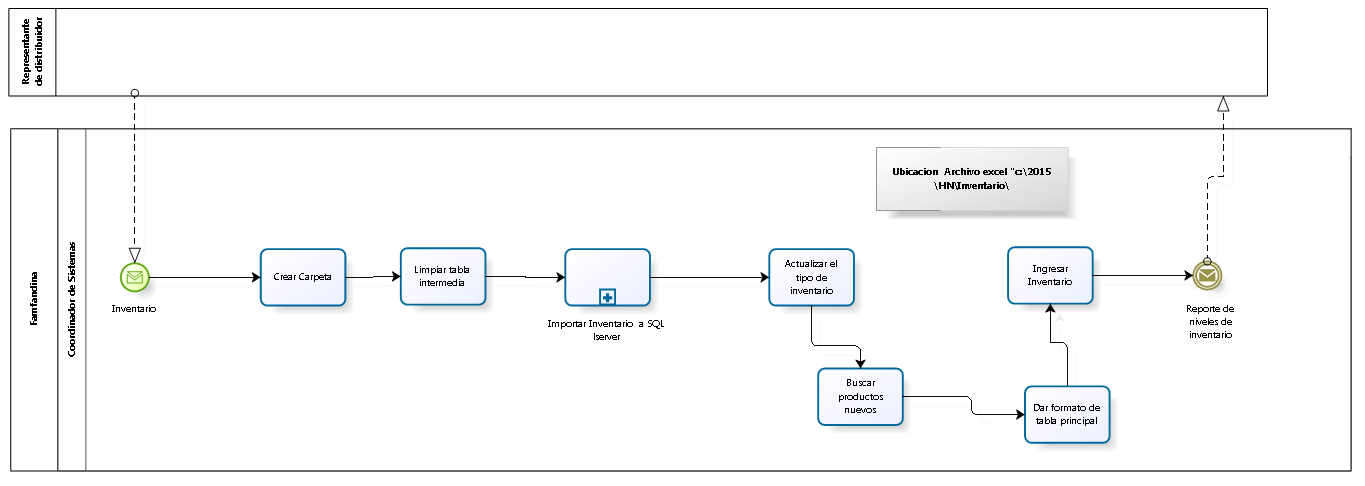 Representante
de distribuidor
Famfandina
Coordinador de Sistemas
Ubicacion Archivo excel "c:\2015
\HN\Inventario\
Inventario
Crear Carpeta
Limpiar tabla
intermedia
Importar Inventario a SQL
lserver
Actualizar el
tipo de
inventario
Buscar
productos
nuevos
Dar formato de
tabla principal
Ingresar
Inventario
Reporte de
niveles de
inventario